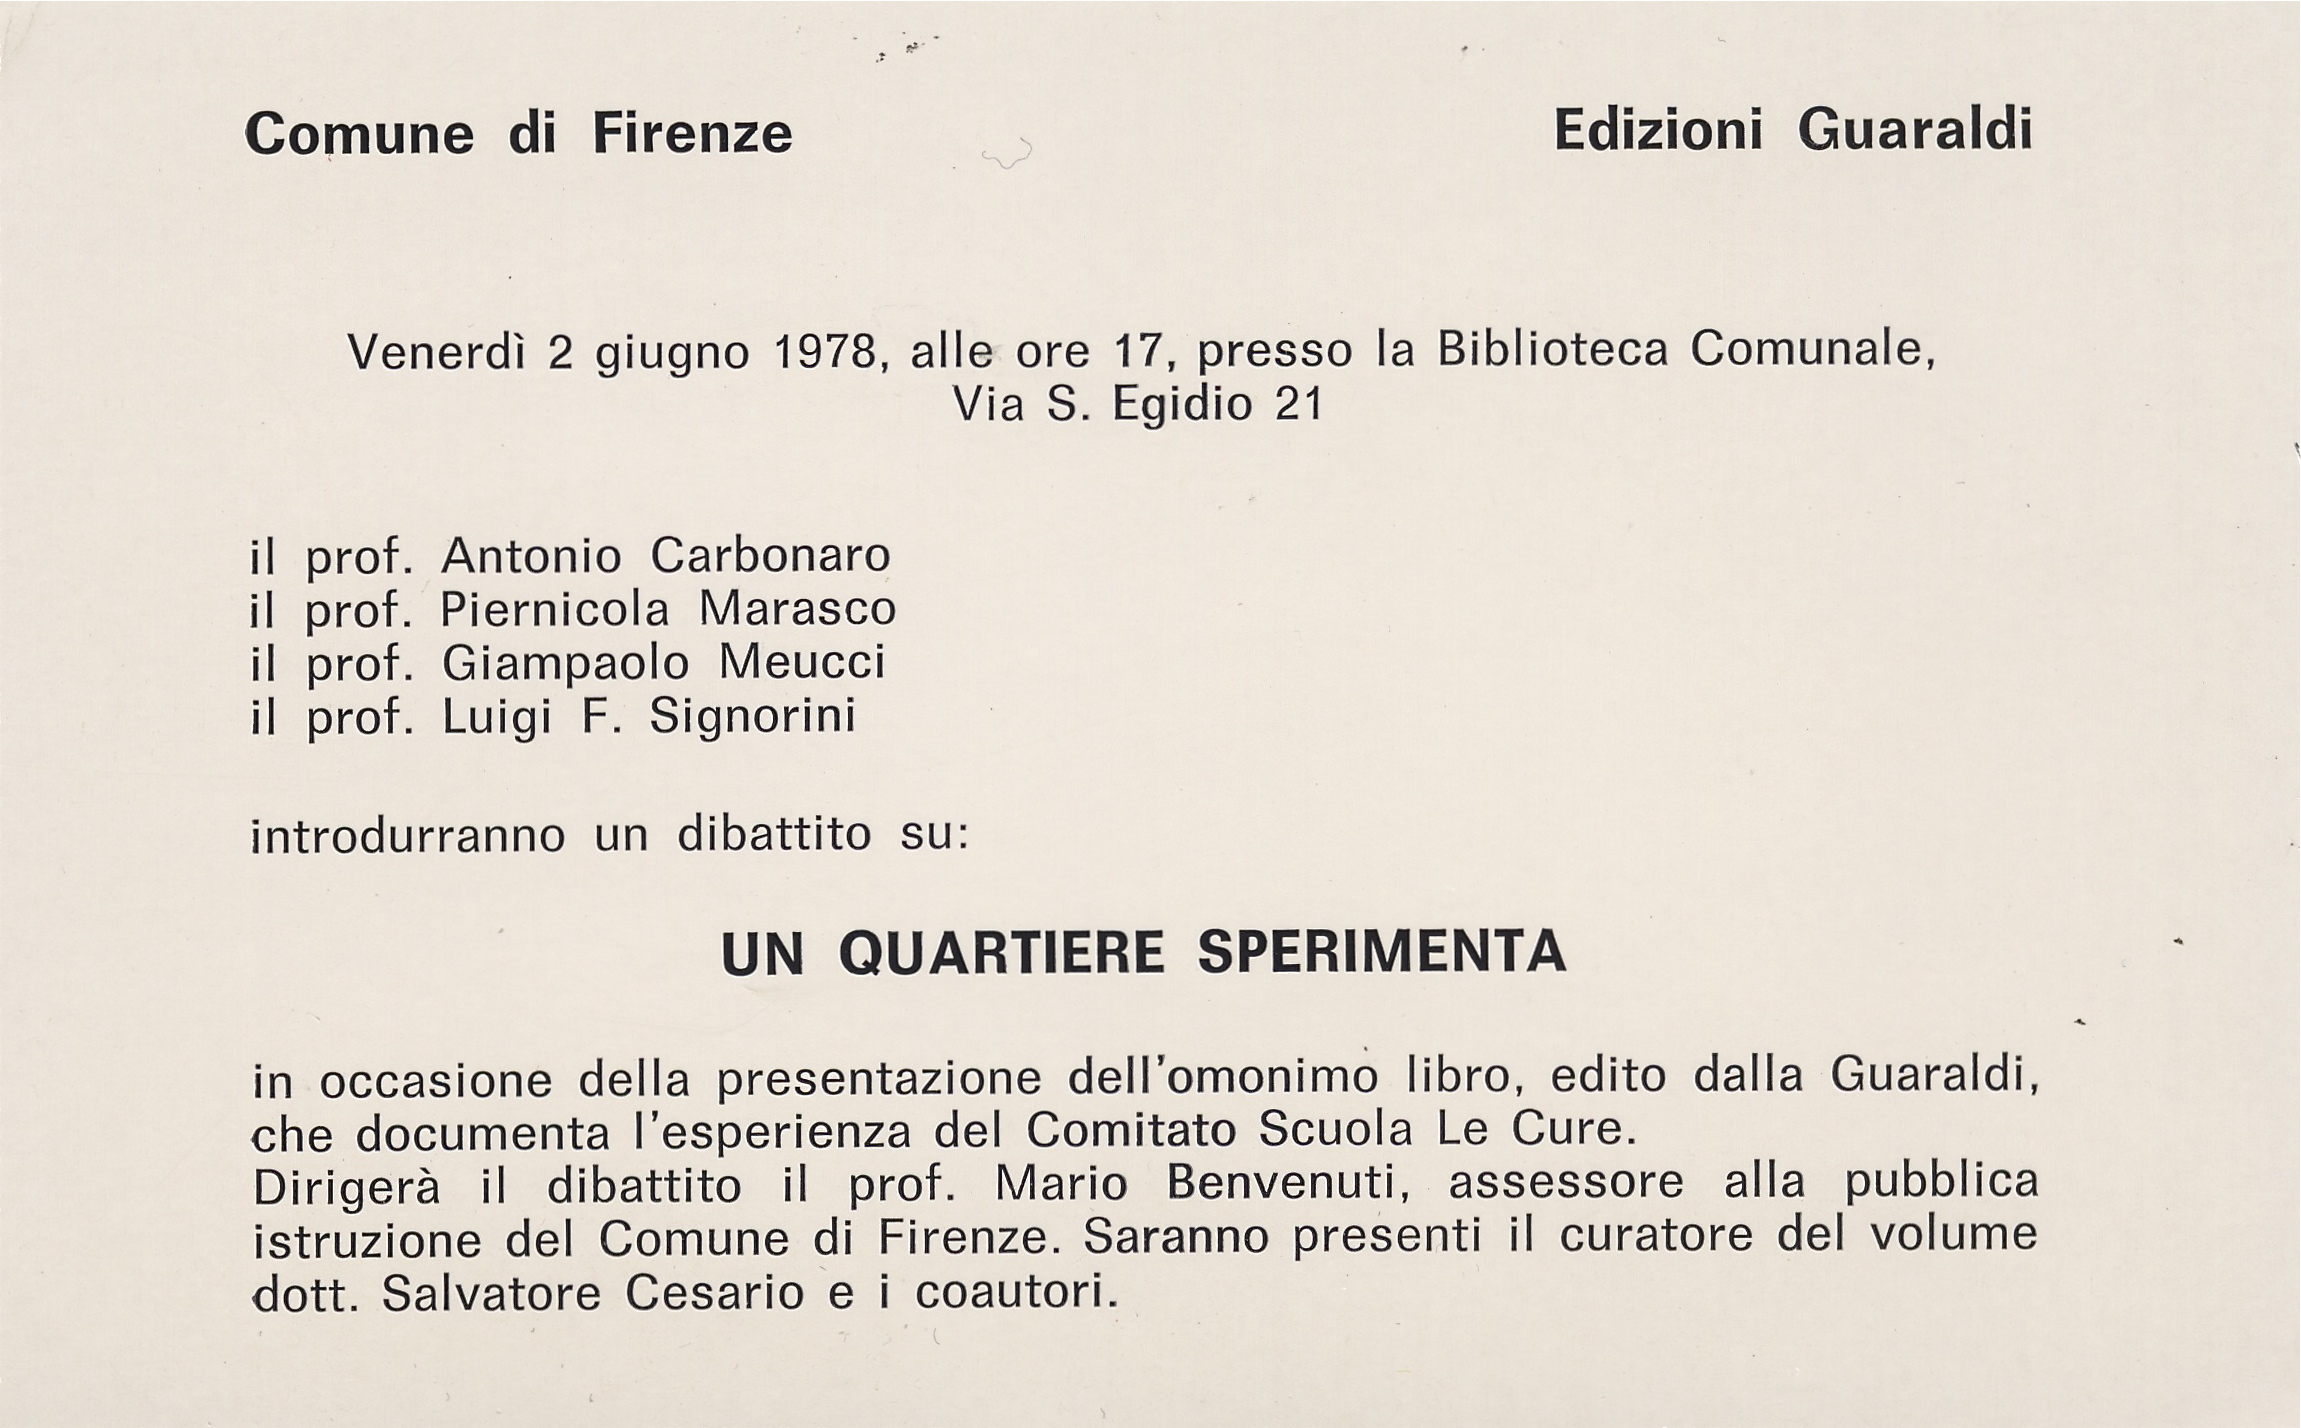 Comune di Firenze
Edizioni Guaraldi
Venerdì 2 giugno 1978, alle ore 17, presso la Biblioteca Comunale,
Via S. Egidio 21
il prof. Antonio Carbonaro
il prof. Piernicola Marasco
il prof. Giampaolo Meucci
il prof. Luigi F. Signorini
introdurranno un dibattito su:
UN QUARTIERE SPERIMENTA
in occasione della presentazione dell'omonimo libro, edito dalla Guaraldi,
che documenta l'esperienza del Comitato Scuola Le Cure.
Dirigerà il dibattito il prof. Mario Benvenuti, assessore alla pubblica
istruzione del Comune di Firenze. Saranno presenti il curatore del volume
dott. Salvatore Cesario e i coautori.